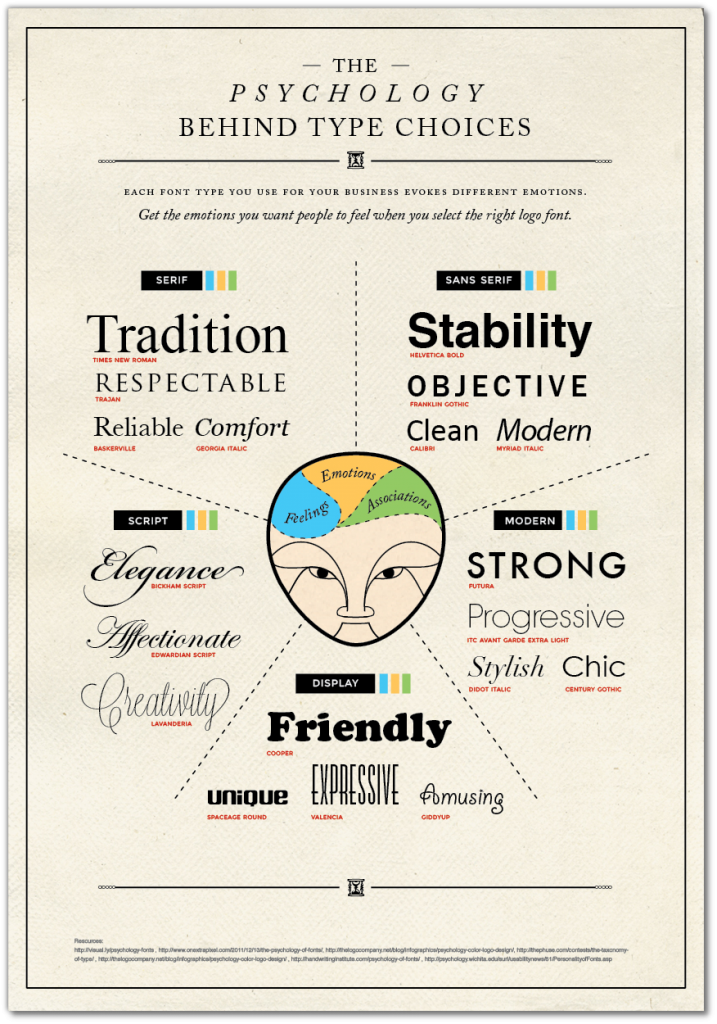 — THE —
PSYCHOLOGY
BEHIND TYPE CHOICES
EACH FONT TYPE YOU USE FOR YOUR BUSINESS EVOKES DIFFERENT EMOTIONS.
Get the emotions you want people to feel when you select the right logo font.
SERIF
Tradition
TIMES NEW ROMAN
RESPECTABLE
TRAJAN
Reliable Comfort
BASKERVILLE GEORGIA ITALIC
SANS SERIF
Stability
HELVETICA BOLD
OBJECTIVE
FRANKLIN GOTHIC
Clean Modern
CALIBRI MYRIAD ITALIC
Emotions
Feelings
Associations
SCRIPT
Elegance
BICKHAM SCRIPT
Affectionate
EDWARDIAN SCRIPT
Creativity
LAVANDERIA
MODERN
STRONG
FUTURA
Progressive
ITC AVANT GARDE EXTRA LIGHT
Stylish Chic
DIDOT ITALIC CENTURY GOTHIC
DISPLAY
Friendly
COOPER
unique EXPRESSIVE Amusing
SPACEAGE ROUND VALENCIA GIDDYUP
Resources:
http://visual.ly/psychology-fonts , http://www.onextrapixel.com/2011/12/10/the-psychology-of-fonts/, http://thelogocompany.net/blog/infographics/psychology-color-logo-design/, http://thephuse.com/contests/the-taxonomy-
of-type/ , http://thelogocompany.net/blog/infographics/psychology-color-logo-design/ , http://handwritinginstitute.com/psychology-of-fonts/ , http://psychology.wichita.edu/surl/usabilitynews/81/PersonalityofFonts.asp